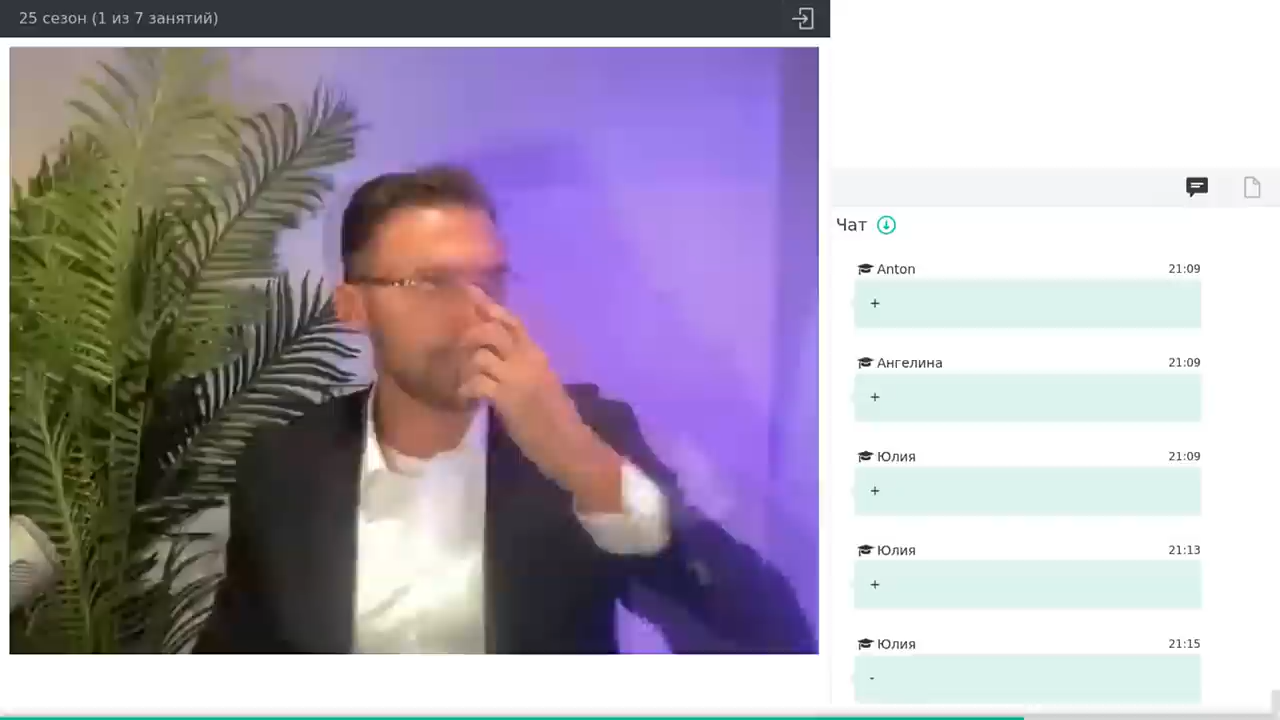 25 сезон (1 из 7 занятий)
Чат
Anton 21:09
+
Ангелина 21:09
+
Юлия 21:09
+
Юлия 21:13
+
Юлия 21:15
-